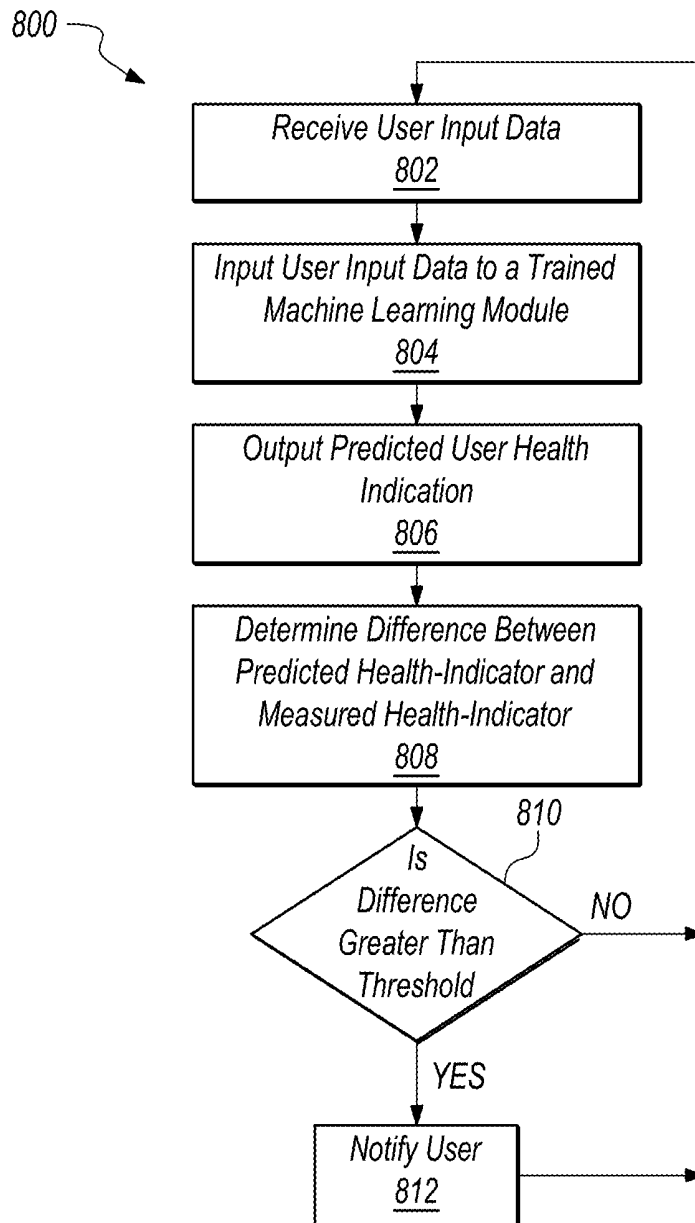 800
Receive User Input Data
802
Input User Input Data to a Trained
Machine Learning Module
804
Output Predicted User Health
Indication
806
Determine Difference Between
Predicted Health-Indicator and
Measured Health-Indicator
808
810
Is
Difference
Greater Than
Threshold
NO
YES
Notify User
812